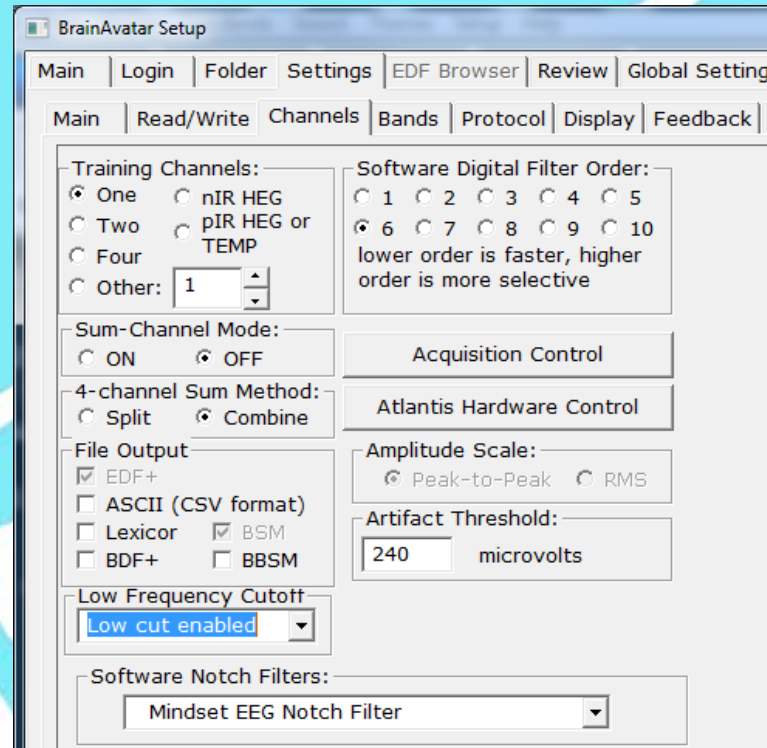 BrainAvatar Setup
Main Login Folder Settings EDF Browser Review Global Setting
Main Read/Write Channels Bands Protocol Display Feedback
Training Channels:
One nIR HEG
Two pIR HEG or
TEMP
Four
Other: 1
Software Digital Filter Order:
1 2 3 4 5
6 7 8 9 10
lower order is faster, higher
order is more selective
Sum-Channel Mode:
ON OFF
Acquisition Control
4-channel Sum Method:
Split Combine
Atlantis Hardware Control
File Output
EDF+
ASCII (CSV format)
Lexicor BSM
BDF+ BBSM
Amplitude Scale:
Peak-to-Peak RMS
Artifact Threshold:
240 microvolts
Low Frequency Cutoff
Low cut enabled
Software Notch Filters:
Mindset EEG Notch Filter